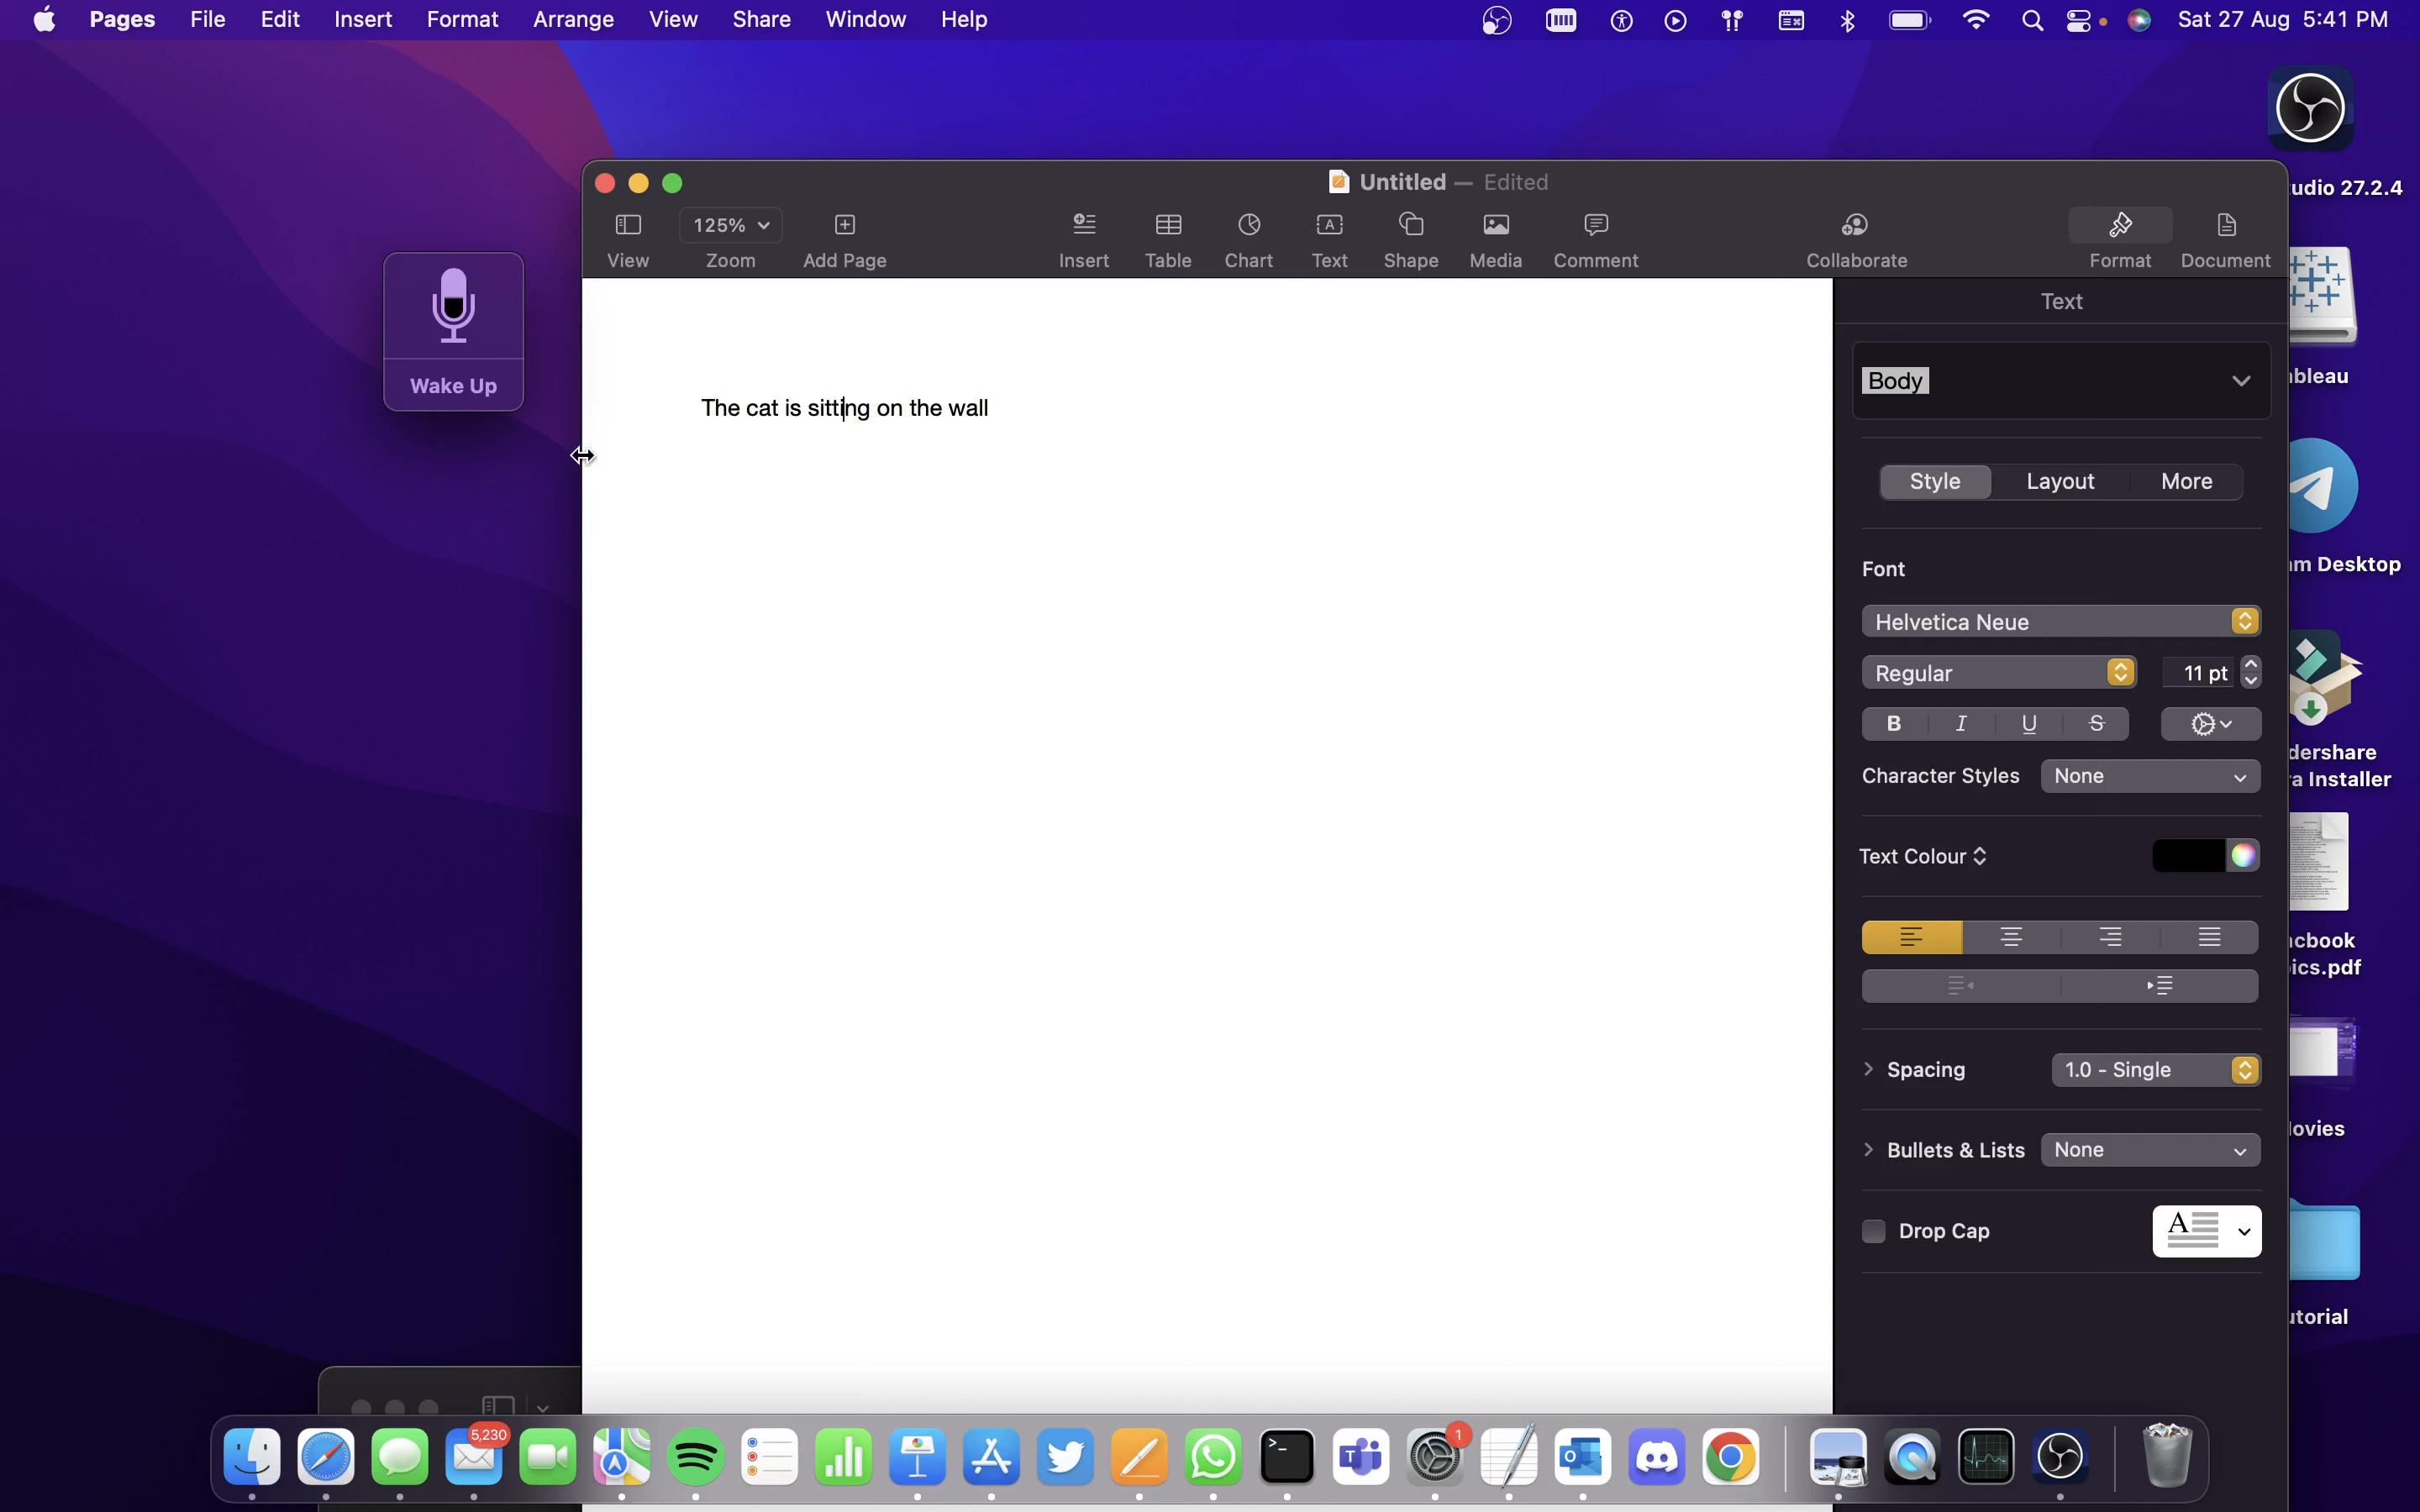 Pages File Edit Insert Format Arrange View Share Window Help Sat 27 Aug 5:41 PM
Untitled — Edited
125%
View Zoom Add Page Insert Table Chart Text Shape Media Comment Collaborate Format Document
udio 27.2.4
Text
Wake Up
Body
bleau
The cat is sitting on the wall
Style Layout More
Font
am Desktop
Helvetica Neue
Regular 11 pt
B I U S
dershare
ra Installer
Character Styles None
Text Colour
acbook
ics.pdf
Spacing 1.0 - Single
Bullets & Lists None
ovies
Drop Cap A
utorial
5,230
1